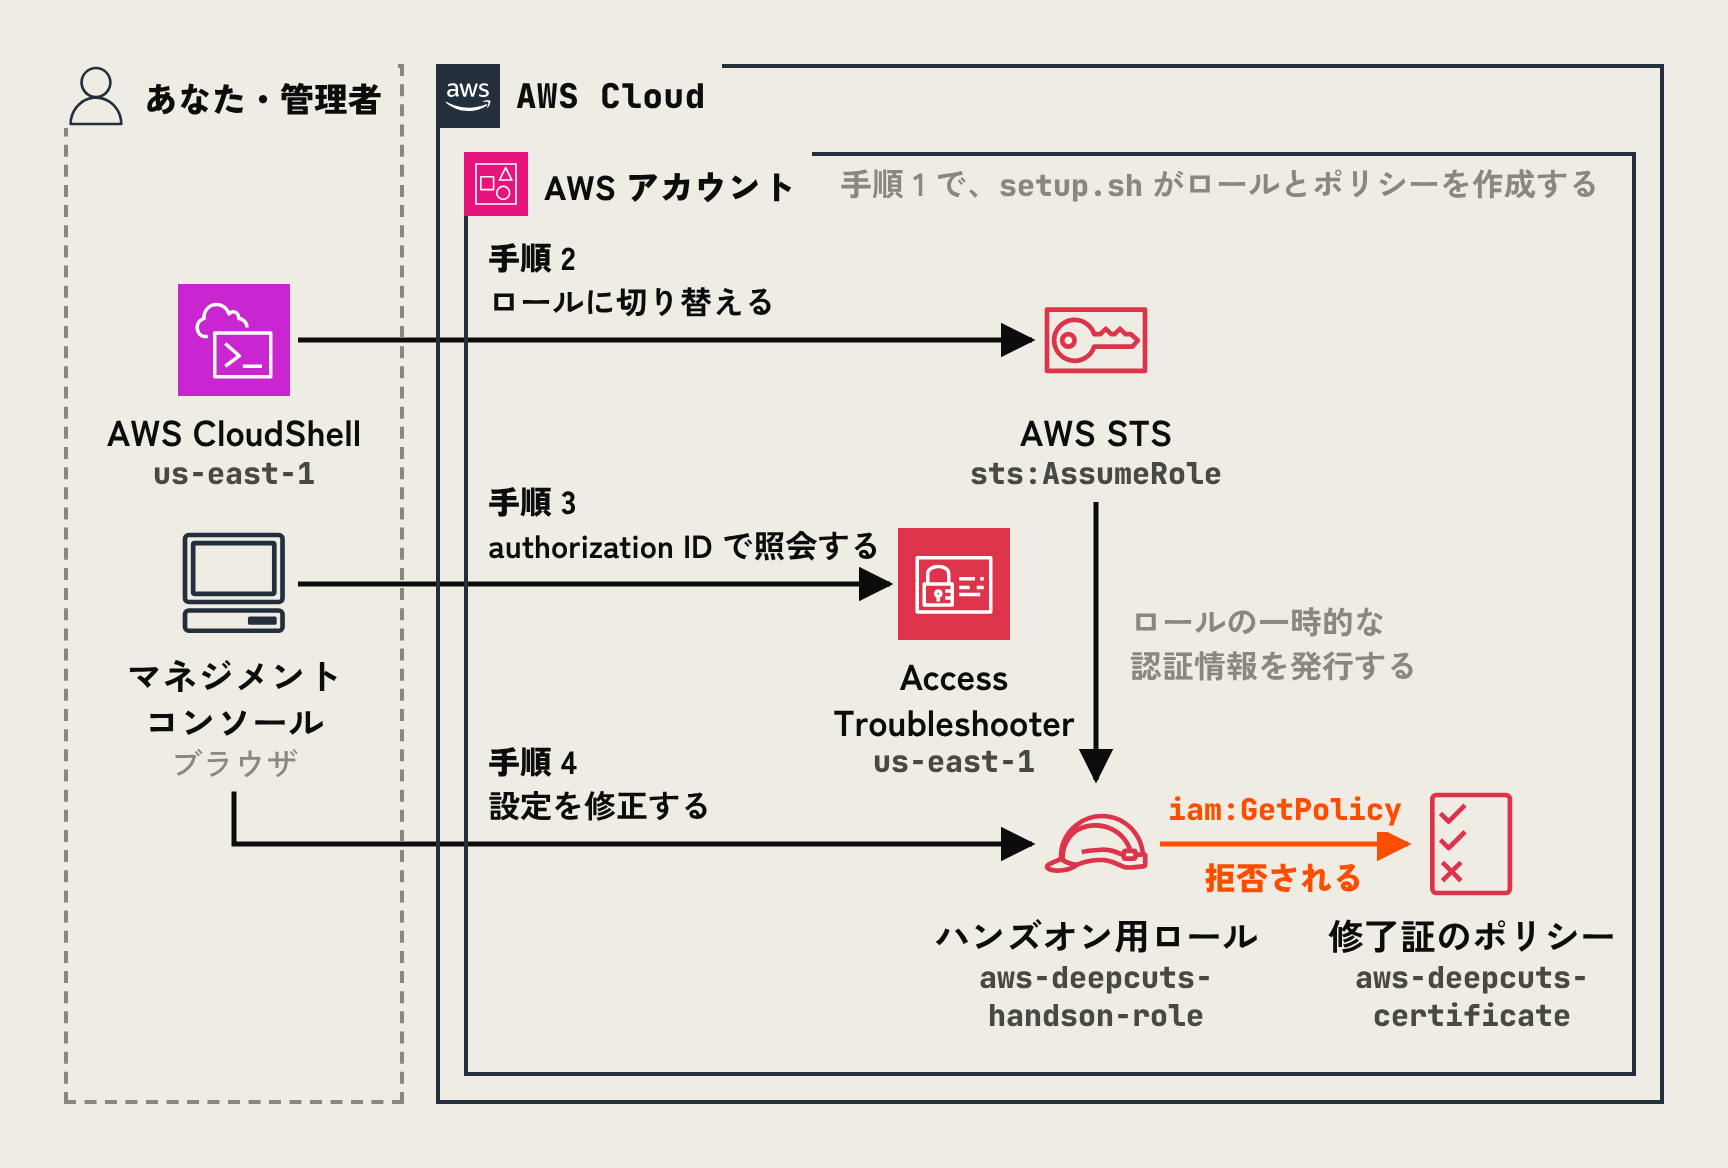 あなた・管理者
aws
AWS Cloud
AWS アカウント
手順 1 で、setup.sh がロールとポリシーを作成する
手順 2
ロールに切り替える
AWS CloudShell
us-east-1
AWS STS
sts:AssumeRole
手順 3
authorization ID で照会する
ロールの一時的な
認証情報を発行する
マネジメント
コンソール
ブラウザ
Access
Troubleshooter
us-east-1
手順 4
設定を修正する
iam:GetPolicy
拒否される
ハンズオン用ロール
aws-deepcuts-
handson-role
修了証のポリシー
aws-deepcuts-
certificate